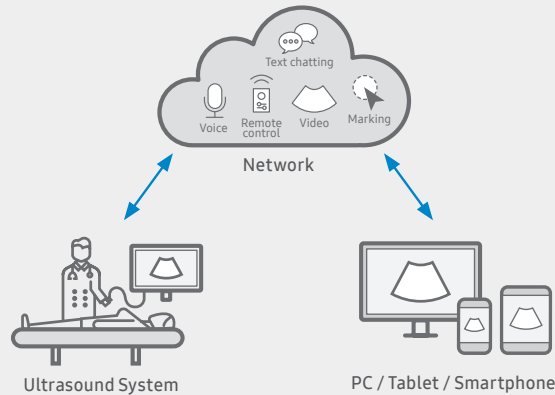 Text chatting
Voice
Remote
control
Video
Marking
Network
Ultrasound System
PC / Tablet / Smartphone